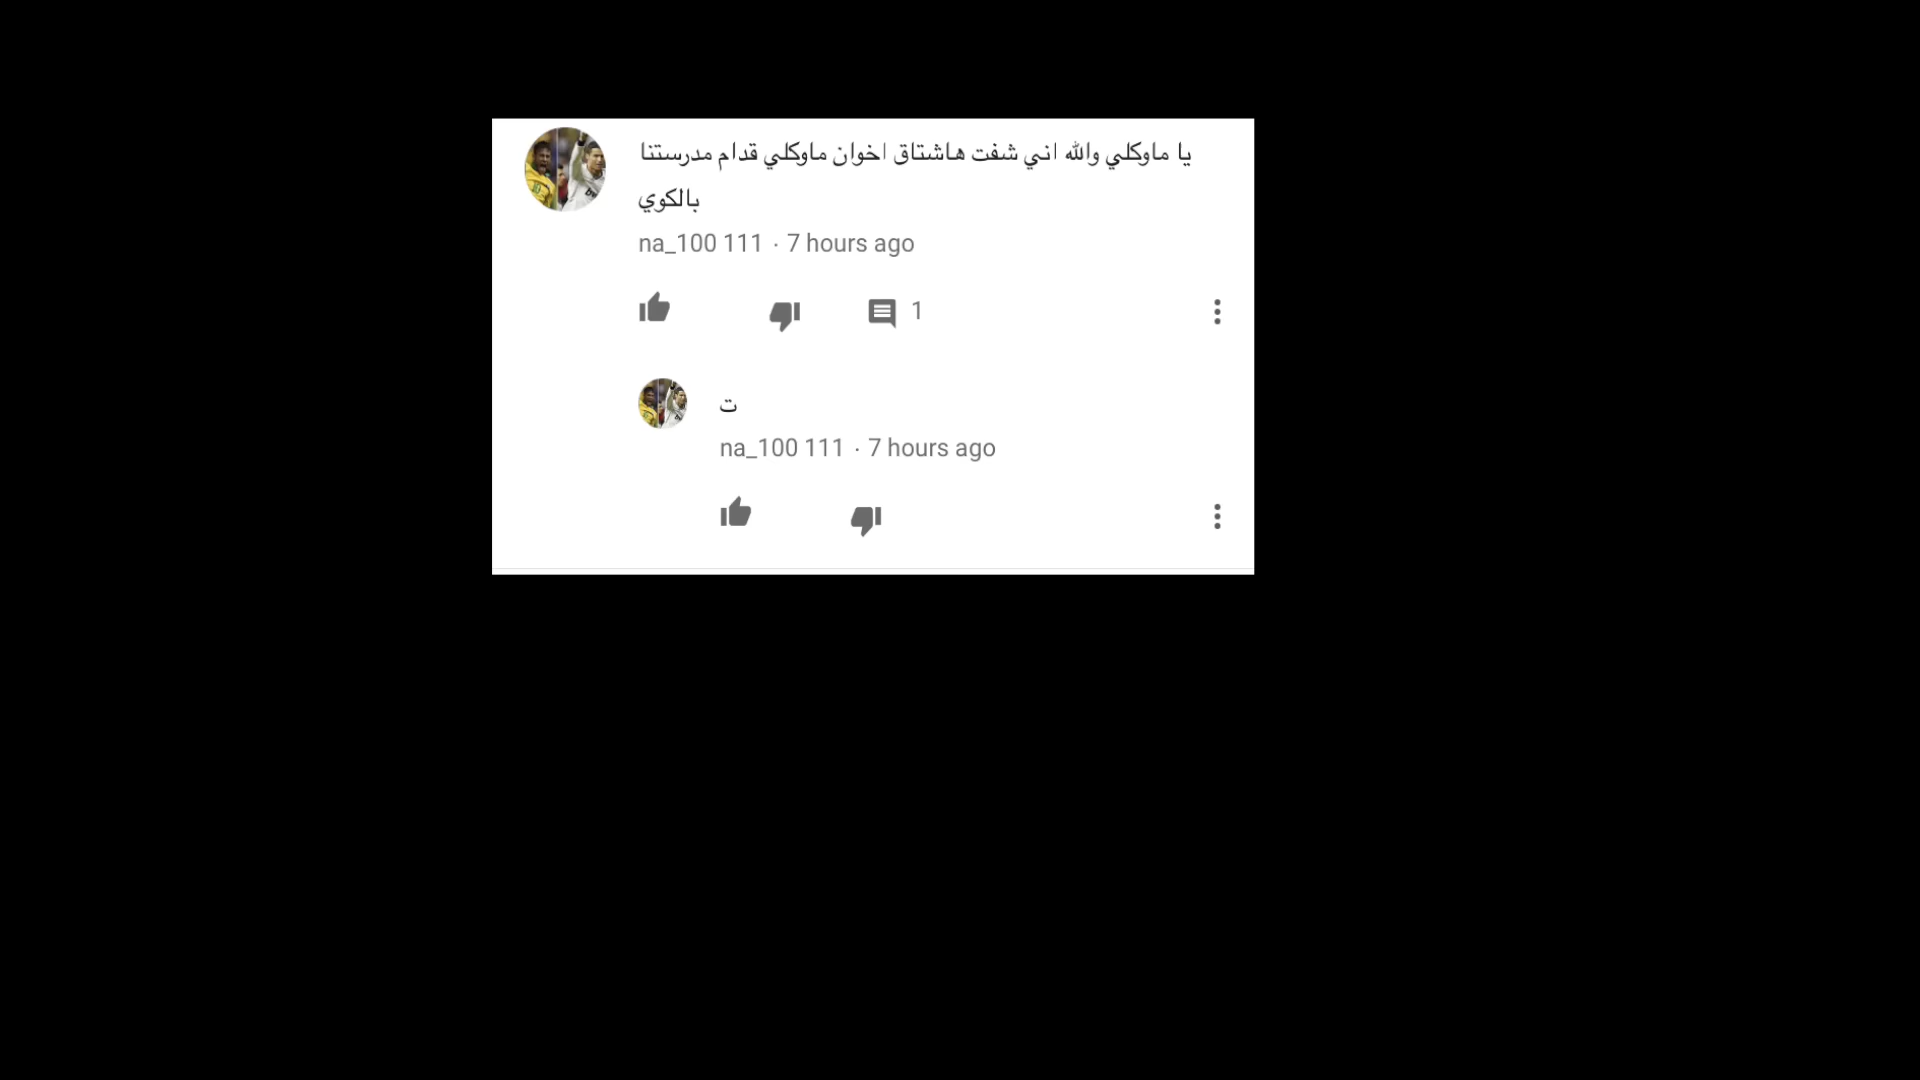 يا ماوكلي والله اني شفت هاشتاق اخوان ماوكلي قدام مدرستنا
بالكوي
na_100 111 · 7 hours ago
1
ت
na_100 111 · 7 hours ago